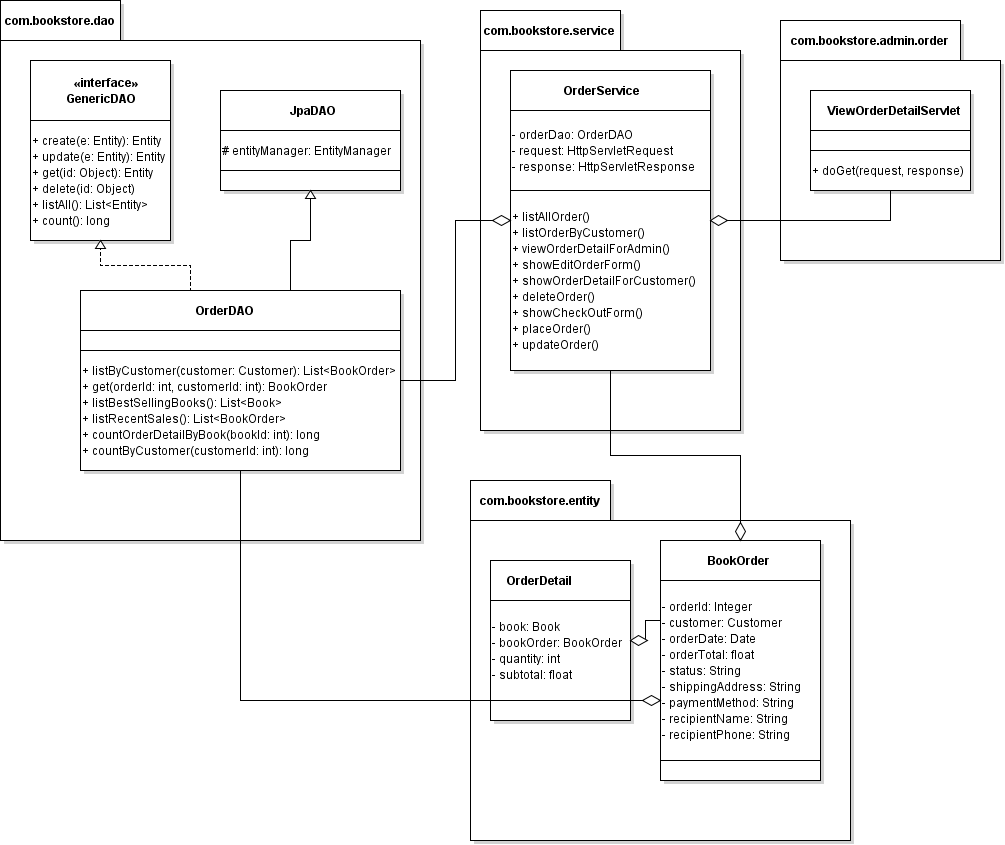 com.bookstore.dao
«interface»
GenericDAO
+ create(e: Entity): Entity
+ update(e: Entity): Entity
+ get(id: Object): Entity
+ delete(id: Object)
+ listAll(): List<Entity>
+ count(): long
JpaDAO
# entityManager: EntityManager
OrderDAO
+ listByCustomer(customer: Customer): List<BookOrder>
+ get(orderId: int, customerId: int): BookOrder
+ listBestSellingBooks(): List<Book>
+ listRecentSales(): List<BookOrder>
+ countOrderDetailByBook(bookId: int): long
+ countByCustomer(customerId: int): long
com.bookstore.service
OrderService
- orderDao: OrderDAO
- request: HttpServletRequest
- response: HttpServletResponse
+ listAllOrder()
+ listOrderByCustomer()
+ viewOrderDetailForAdmin()
+ showEditOrderForm()
+ showOrderDetailForCustomer()
+ deleteOrder()
+ showCheckOutForm()
+ placeOrder()
+ updateOrder()
com.bookstore.admin.order
ViewOrderDetailServlet
+ doGet(request, response)
com.bookstore.entity
OrderDetail
- book: Book
- bookOrder: BookOrder
- quantity: int
- subtotal: float
BookOrder
- orderId: Integer
- customer: Customer
- orderDate: Date
- orderTotal: float
- status: String
- shippingAddress: String
- paymentMethod: String
- recipientName: String
- recipientPhone: String